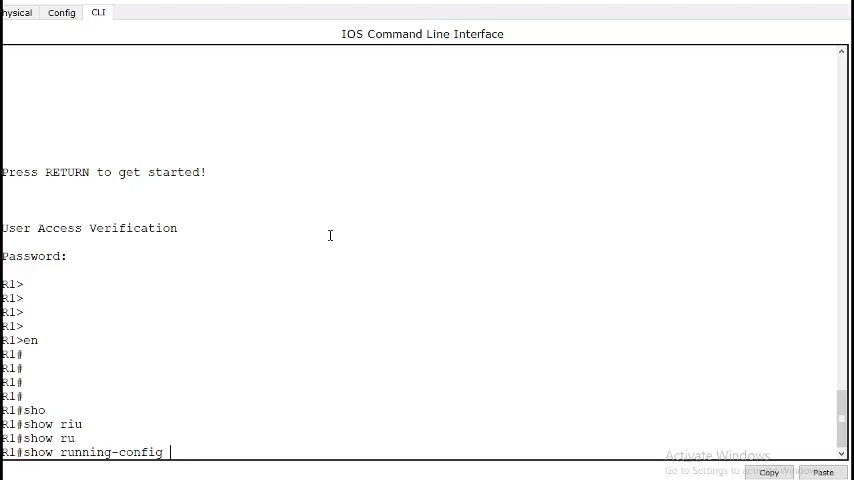 hysical Config CLI
IOS Command Line Interface
Press RETURN to get started!
User Access Verification
Password:
R1>
R1>
R1>
R1>
R1>en
R1#
R1#
R1#
R1#
R1#sho
R1#show riu
R1#show ru
R1#show running-config
Activate Windows
Go to Settings to activate Windows.
Copy Paste